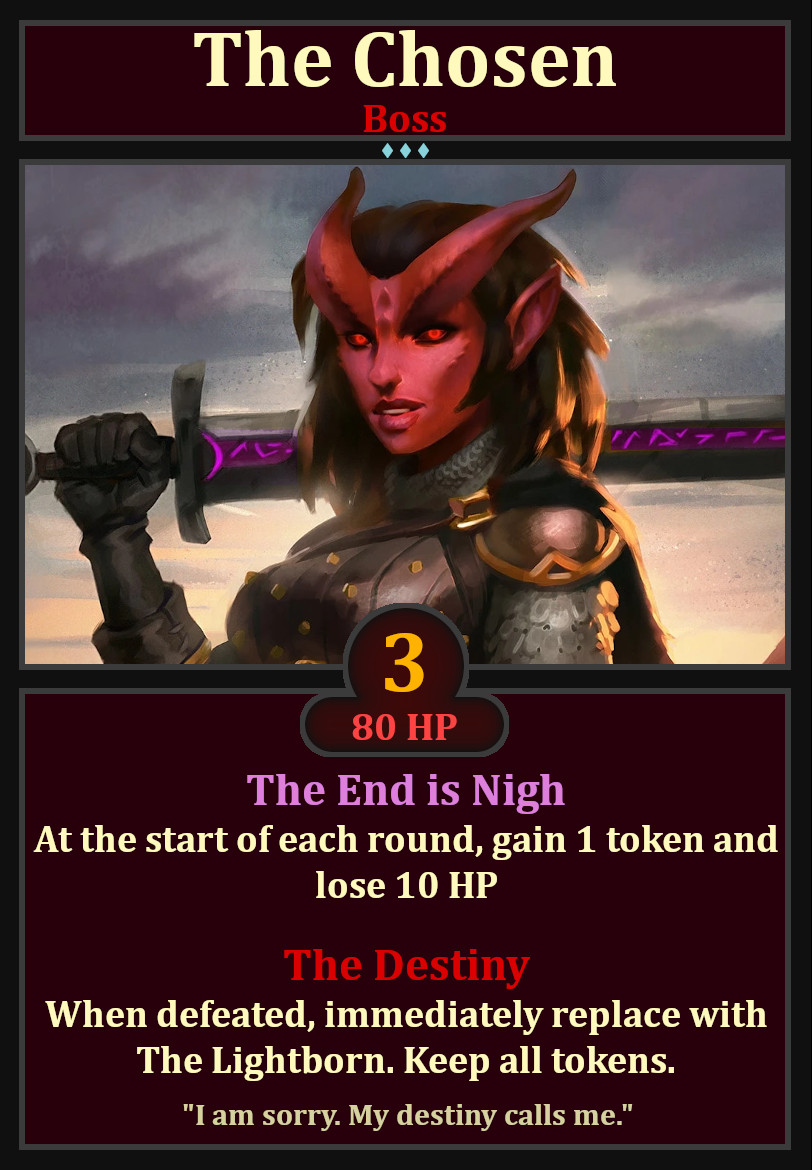 The Chosen
Boss
3
80 HP
The End is Nigh
At the start of each round, gain 1 token and
lose 10 HP
The Destiny
When defeated, immediately replace with
The Lightborn. Keep all tokens.
"I am sorry. My destiny calls me."